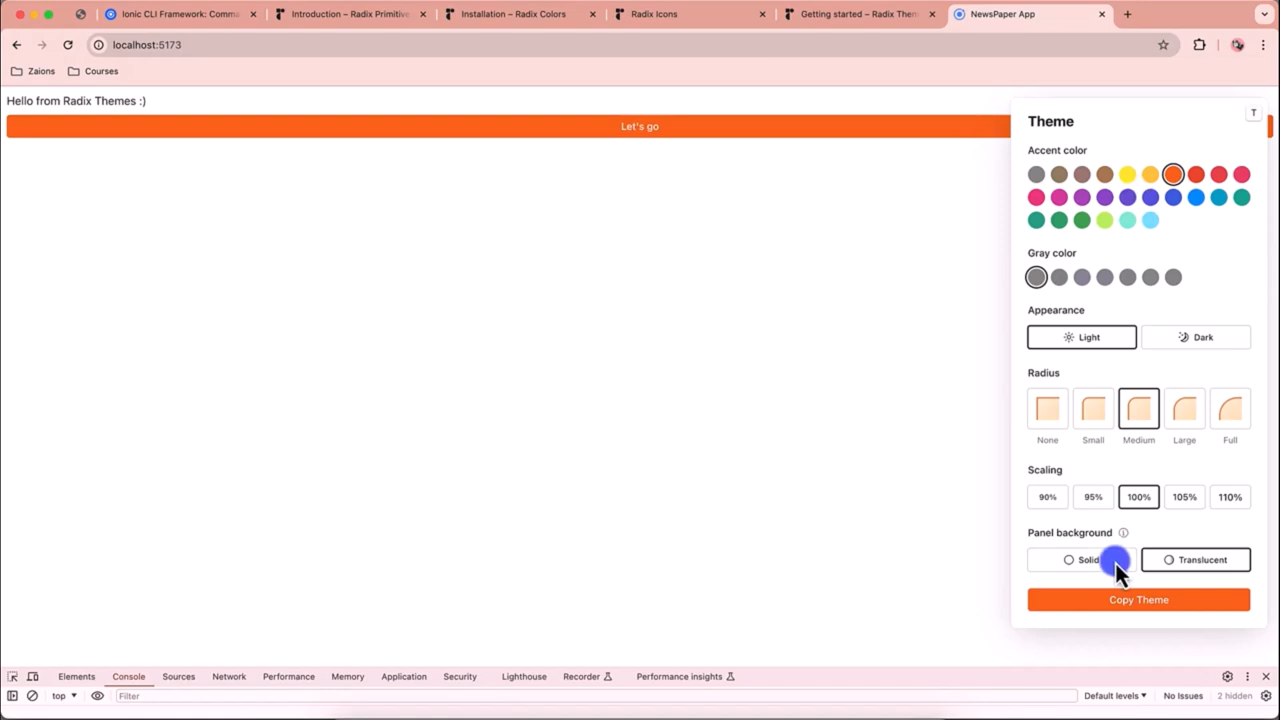 Ionic CLI Framework: Comma
Introduction – Radix Primitive
Installation – Radix Colors
Radix Icons
Getting started – Radix Then
NewsPaper App
localhost:5173
Zaions
Courses
Hello from Radix Themes :)
Let's go
T
Theme
Accent color
Gray color
Appearance
Light
Dark
Radius
None
Small
Medium
Large
Full
Scaling
90%
95%
100%
105%
110%
Panel background
Solid
Translucent
Copy Theme
Elements
Console
Sources
Network
Performance
Memory
Application
Security
Lighthouse
Recorder
Performance insights
top
Filter
Default levels
No Issues
2 hidden